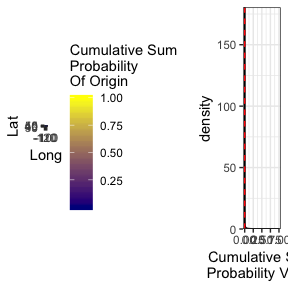 Cumulative Sum
Probability
Of Origin
1.00
0.75
0.50
0.25
Lat
Long
density
150
100
50
0
Cumulative S
Probability V